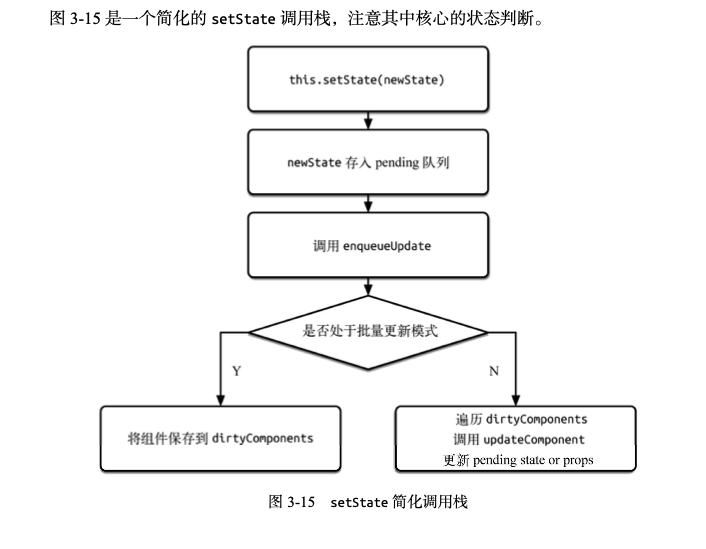 图 3-15 是一个简化的 setState 调用栈，注意其中核心的状态判断。
this.setState(newState)
newState 存入 pending 队列
调用 enqueueUpdate
是否处于批量更新模式
Y
N
将组件保存到 dirtyComponents
遍历 dirtyComponents
调用 updateComponent
更新 pending state or props
图 3-15 setState 简化调用栈